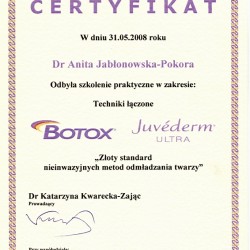 CERTYFIKAT
W dniu 31.05.2008 roku
Dr Anita Jabłonowska-Pokora
Odbyła szkolenie praktyczne w zakresie:
Techniki łączone
BOTOX® Juvéderm®
ULTRA
„Złoty standard
nieinwazyjnych metod odmładzania twarzy”
Dr Katarzyna Kwarecka-Zając
Prowadzący